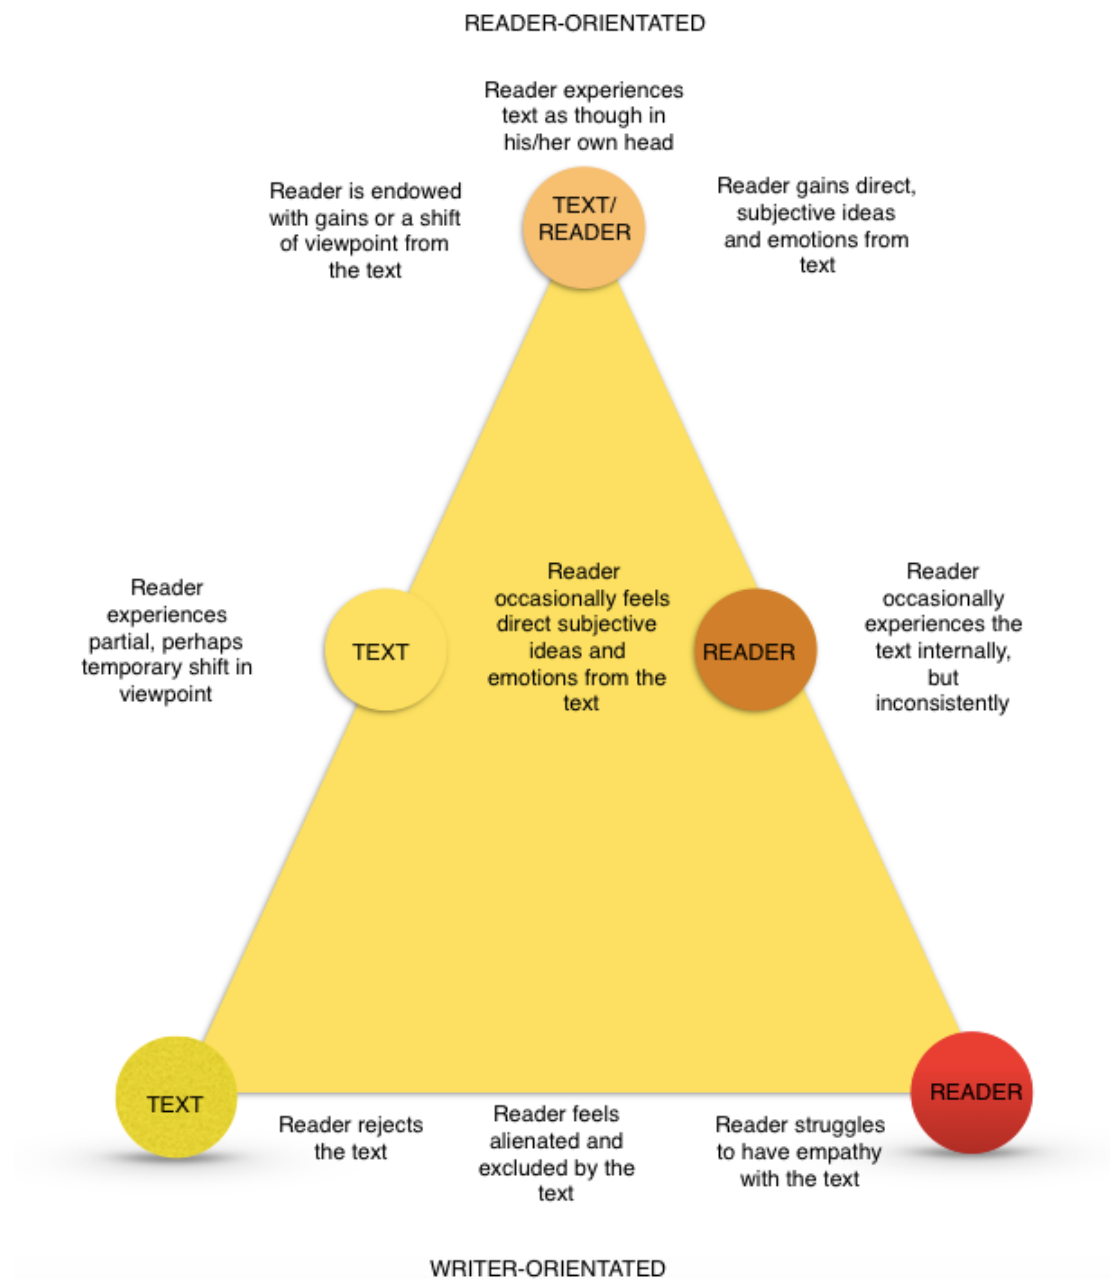 READER-ORIENTATED
Reader experiences
text as though in
his/her own head
Reader is endowed
with gains or a shift
of viewpoint from
the text
TEXT/
READER
Reader gains direct,
subjective ideas
and emotions from
text
Reader
experiences
partial, perhaps
temporary shift in
viewpoint
TEXT
Reader
occasionally feels
direct subjective
ideas and
emotions from the
text
READER
Reader
occasionally
experiences the
text internally,
but
inconsistently
TEXT
Reader rejects
the text
Reader feels
alienated and
excluded by the
text
Reader struggles
to have empathy
with the text
READER
WRITER-ORIENTATED